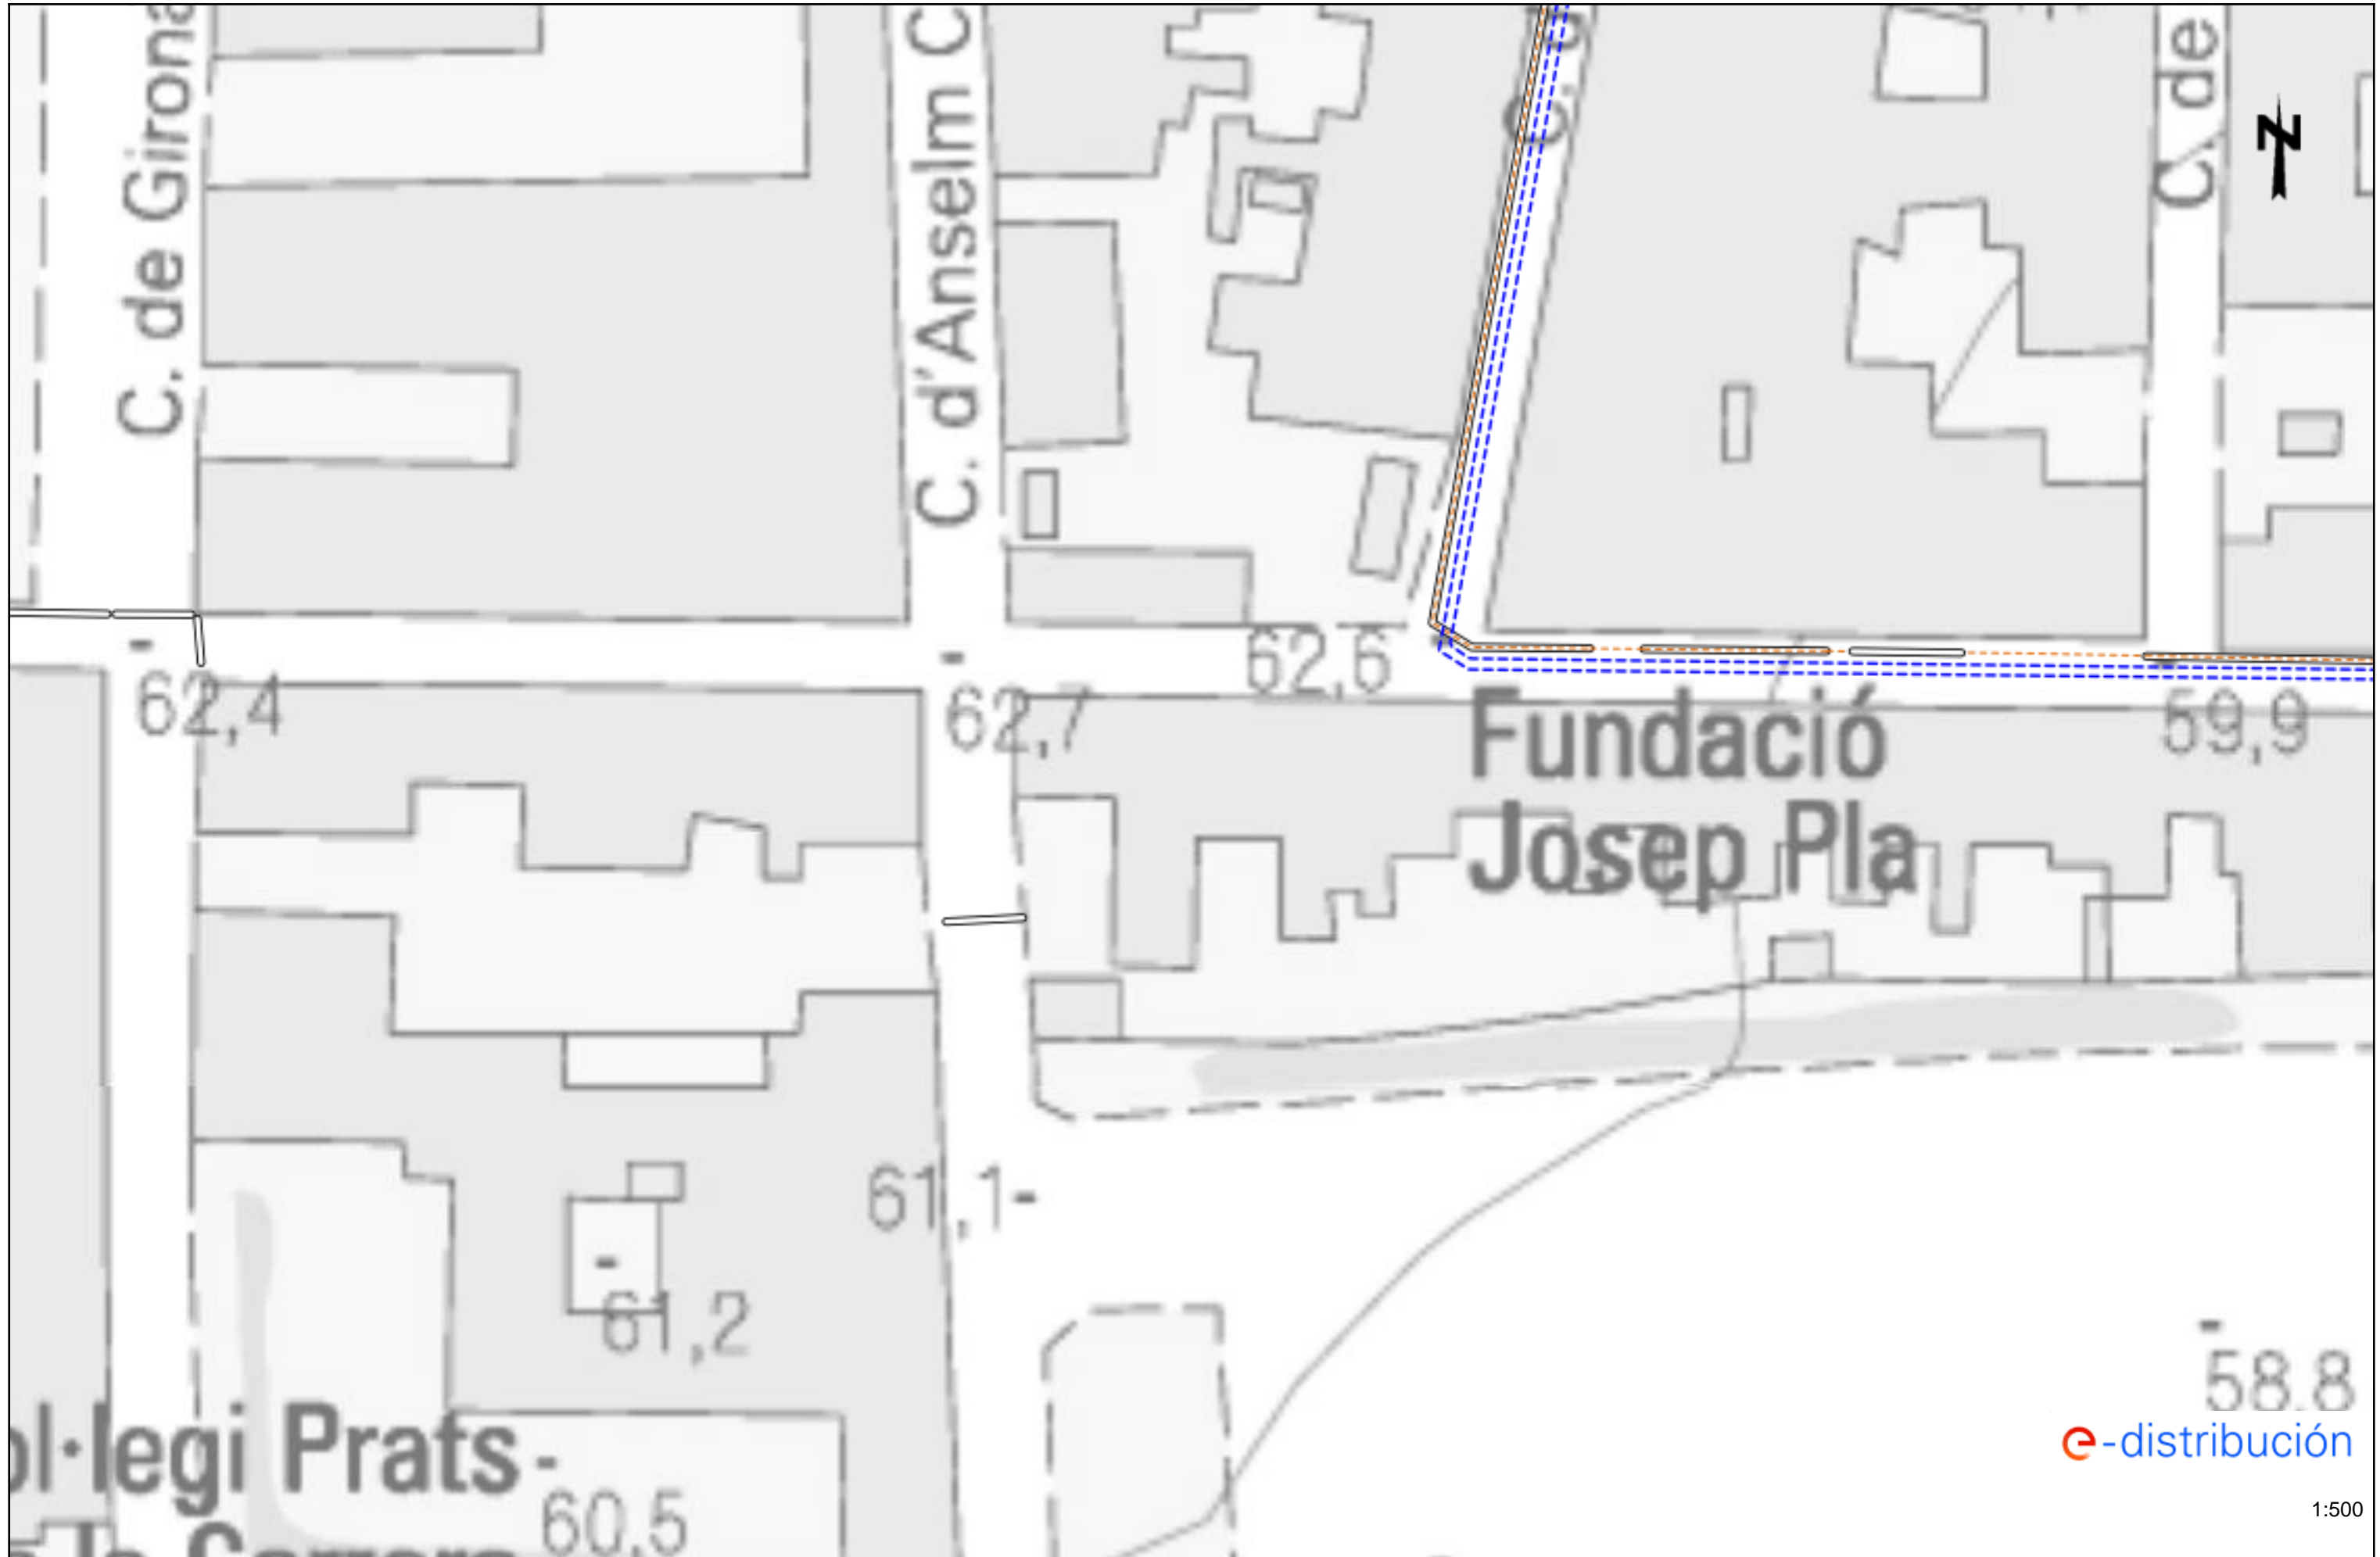 C. de Girona
C. d'Anselm C
C. d
C. de
N
62,4
62,7
62,6
59,9
Fundació
Josep Pla
61,1
61,2
58,8
ol·legi Prats
60,5
e-distribución
1:500